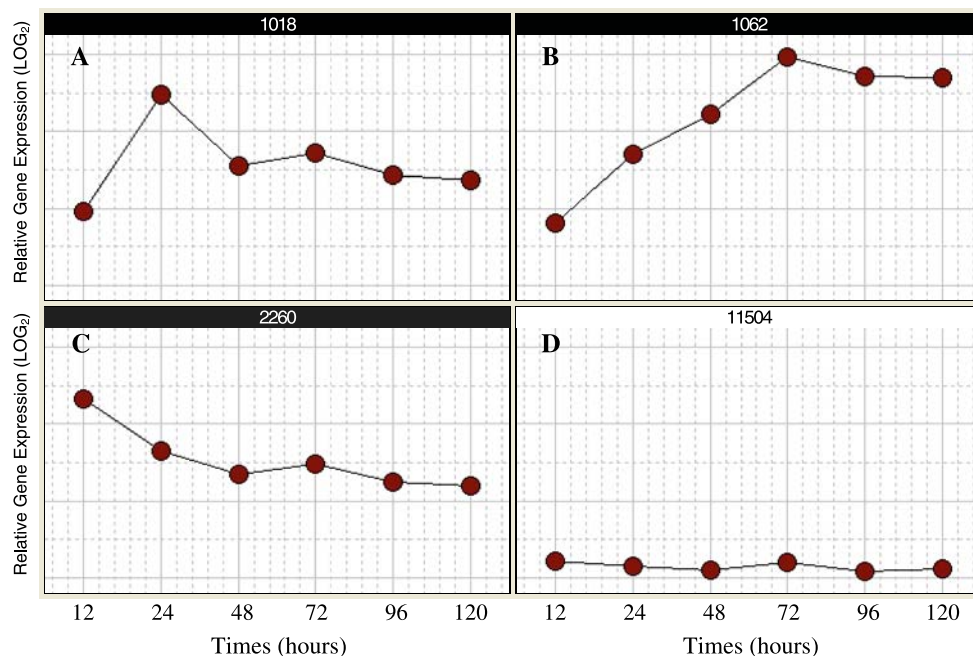 1018
1062
A
B
Relative Gene Expression (LOG₂)
2260
11504
C
D
Relative Gene Expression (LOG₂)
12 24 48 72 96 120
12 24 48 72 96 120
Times (hours)
Times (hours)